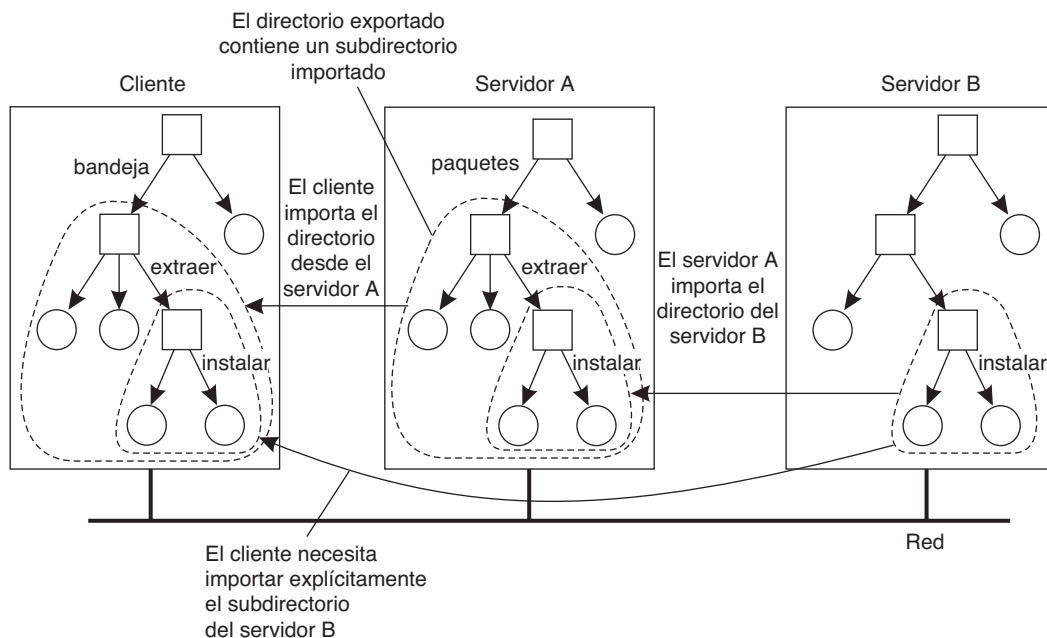 El directorio exportado
contiene un subdirectorio
importado
Cliente
Servidor A
Servidor B
bandeja
paquetes
El cliente
importa el
directorio
desde el
servidor A
extraer
extraer
El servidor A
importa el
directorio del
servidor B
instalar
instalar
instalar
Red
El cliente necesita
importar explícitamente
el subdirectorio
del servidor B